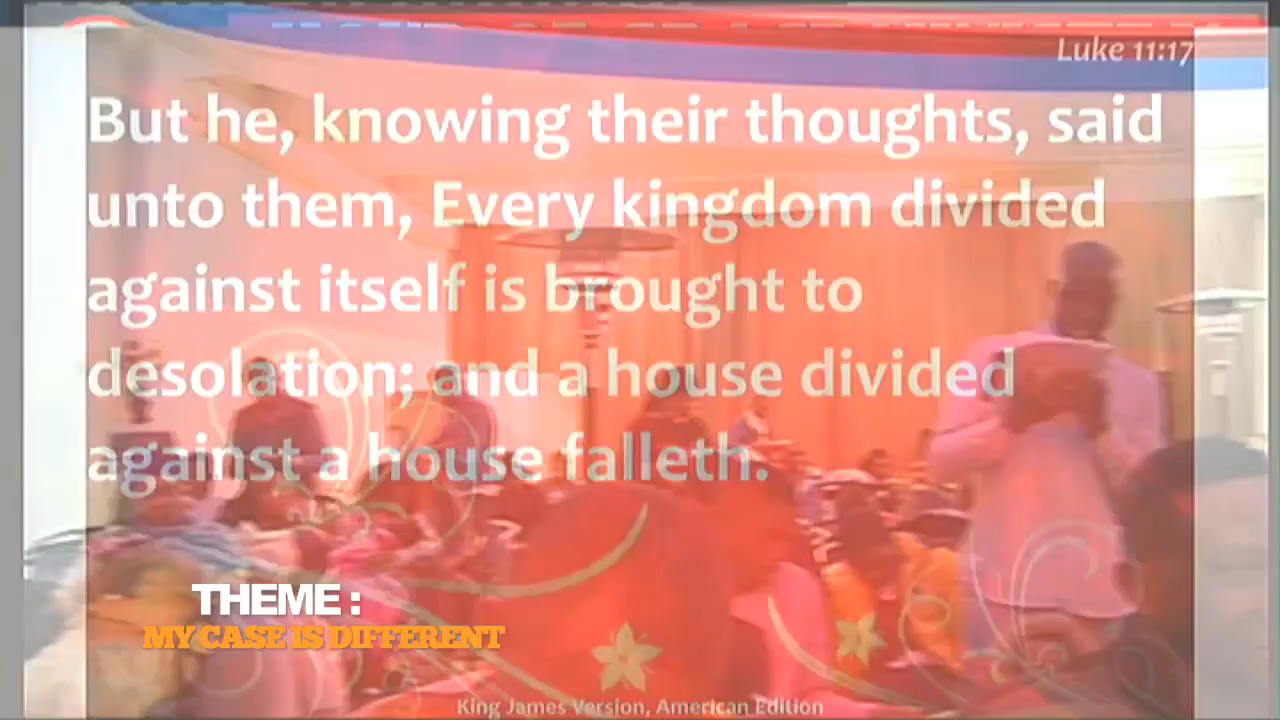 Luke 11:17
But he, knowing their thoughts, said
unto them, Every kingdom divided
against itself is brought to
desolation; and a house divided
against a house falleth.
THEME :
MY CASE IS DIFFERENT
King James Version, American Edition